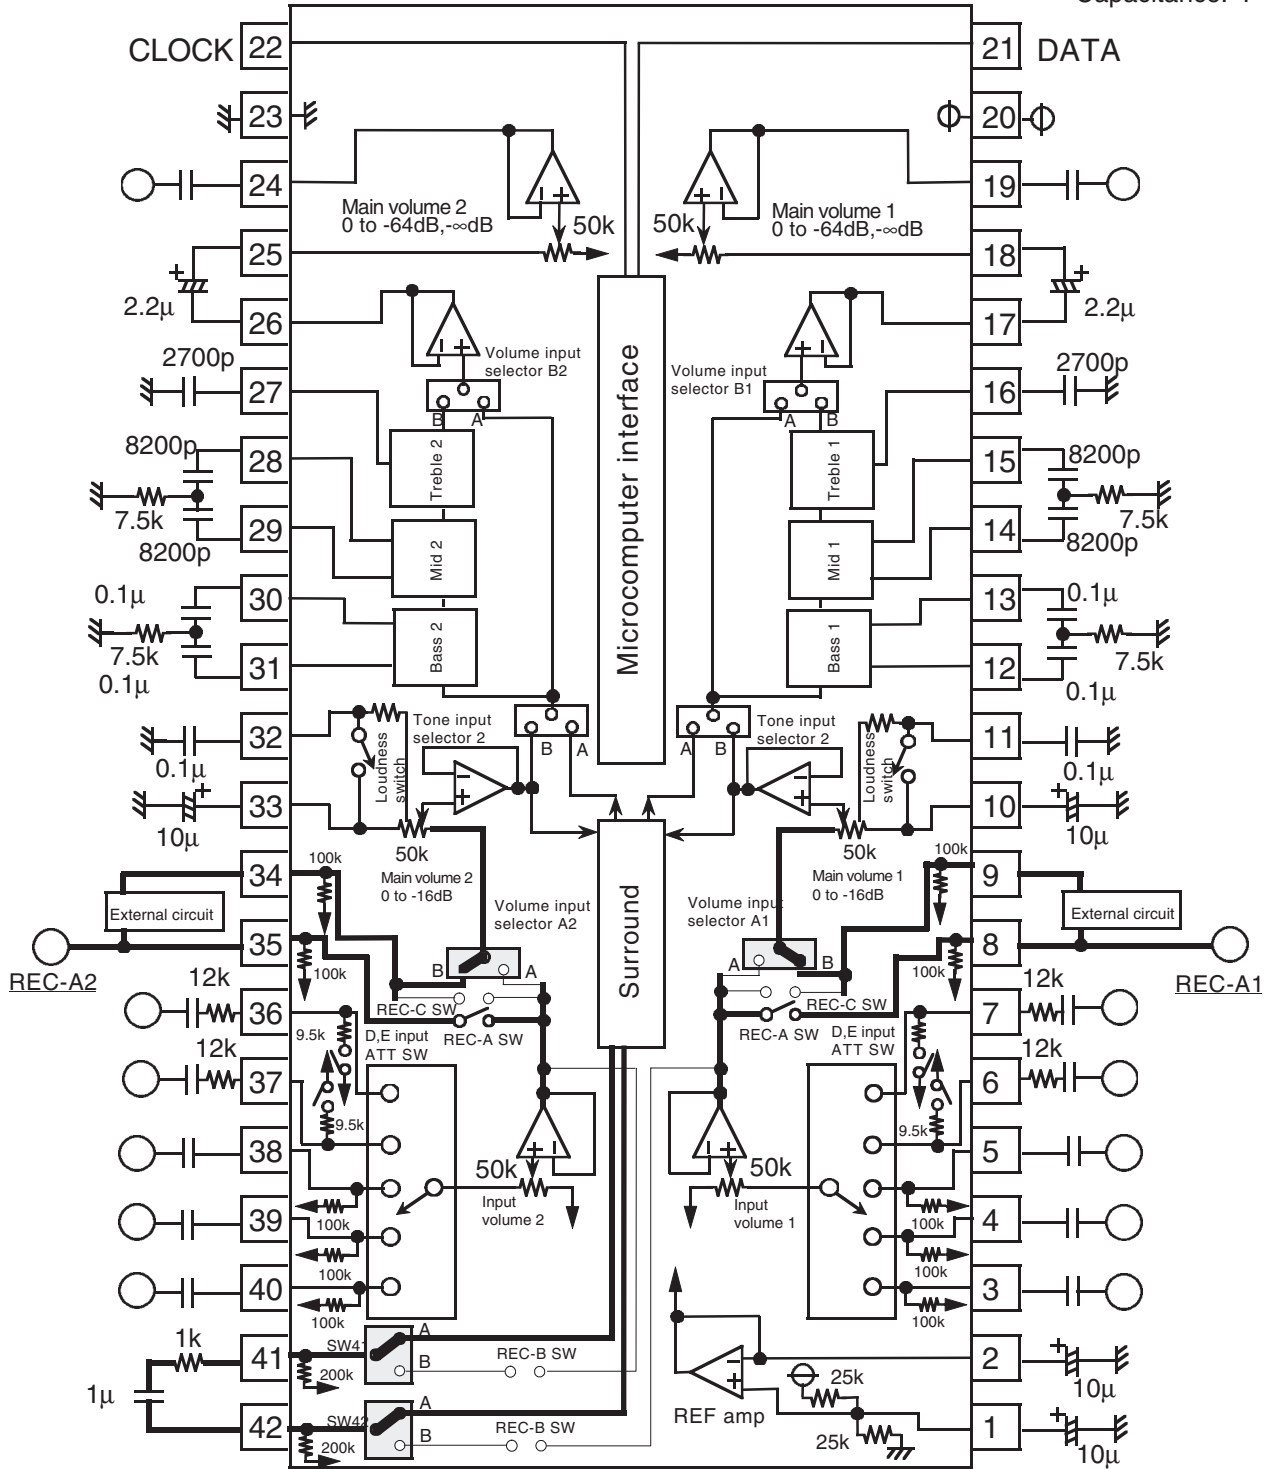 CLOCK 22
21 DATA
23
20
24
19
Main volume 2
0 to -64dB,-∞dB
50k
50k
Main volume 1
0 to -64dB,-∞dB
25
18
2.2μ
2.2μ
26
17
Volume input
selector B2
Volume input
selector B1
2700p
2700p
27
16
B A
A B
Treble 2
Treble 1
Microcomputer interface
8200p
8200p
28
15
7.5k
7.5k
8200p
8200p
29
14
Mid 2
Mid 1
0.1μ
0.1μ
30
13
7.5k
7.5k
0.1μ
0.1μ
31
12
Bass 2
Bass 1
Tone input
selector 2
Tone input
selector 2
B A
A B
32
11
0.1μ
0.1μ
Loudness
switch
Loudness
switch
33
10
10μ
10μ
50k
50k
Main volume 2
0 to -16dB
Main volume 1
0 to -16dB
34
9
100k
100k
External circuit
External circuit
Volume input
selector A2
Volume input
selector A1
Surround
35
8
100k
100k
REC-A2
REC-A1
B A
A B
REC-C SW
REC-C SW
REC-A SW
REC-A SW
12k
12k
36
7
9.5k
D,E input
ATT SW
D,E input
ATT SW
12k
12k
37
6
9.5k
9.5k
38
5
50k
50k
Input
volume 2
Input
volume 1
100k
100k
39
4
100k
100k
40
3
100k
100k
1k
41
SW41
A
B
REC-B SW
200k
2
10μ
1μ
42
SW42
A
B
REC-B SW
200k
REF amp
25k
25k
1
10μ